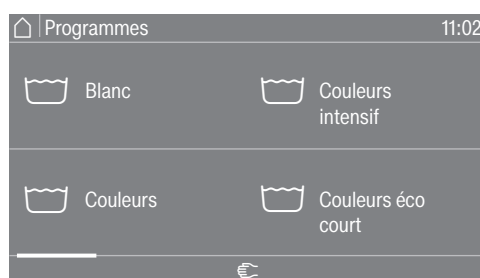 Programmes 11:02
Blanc
Couleurs
intensif
Couleurs
Couleurs éco
court